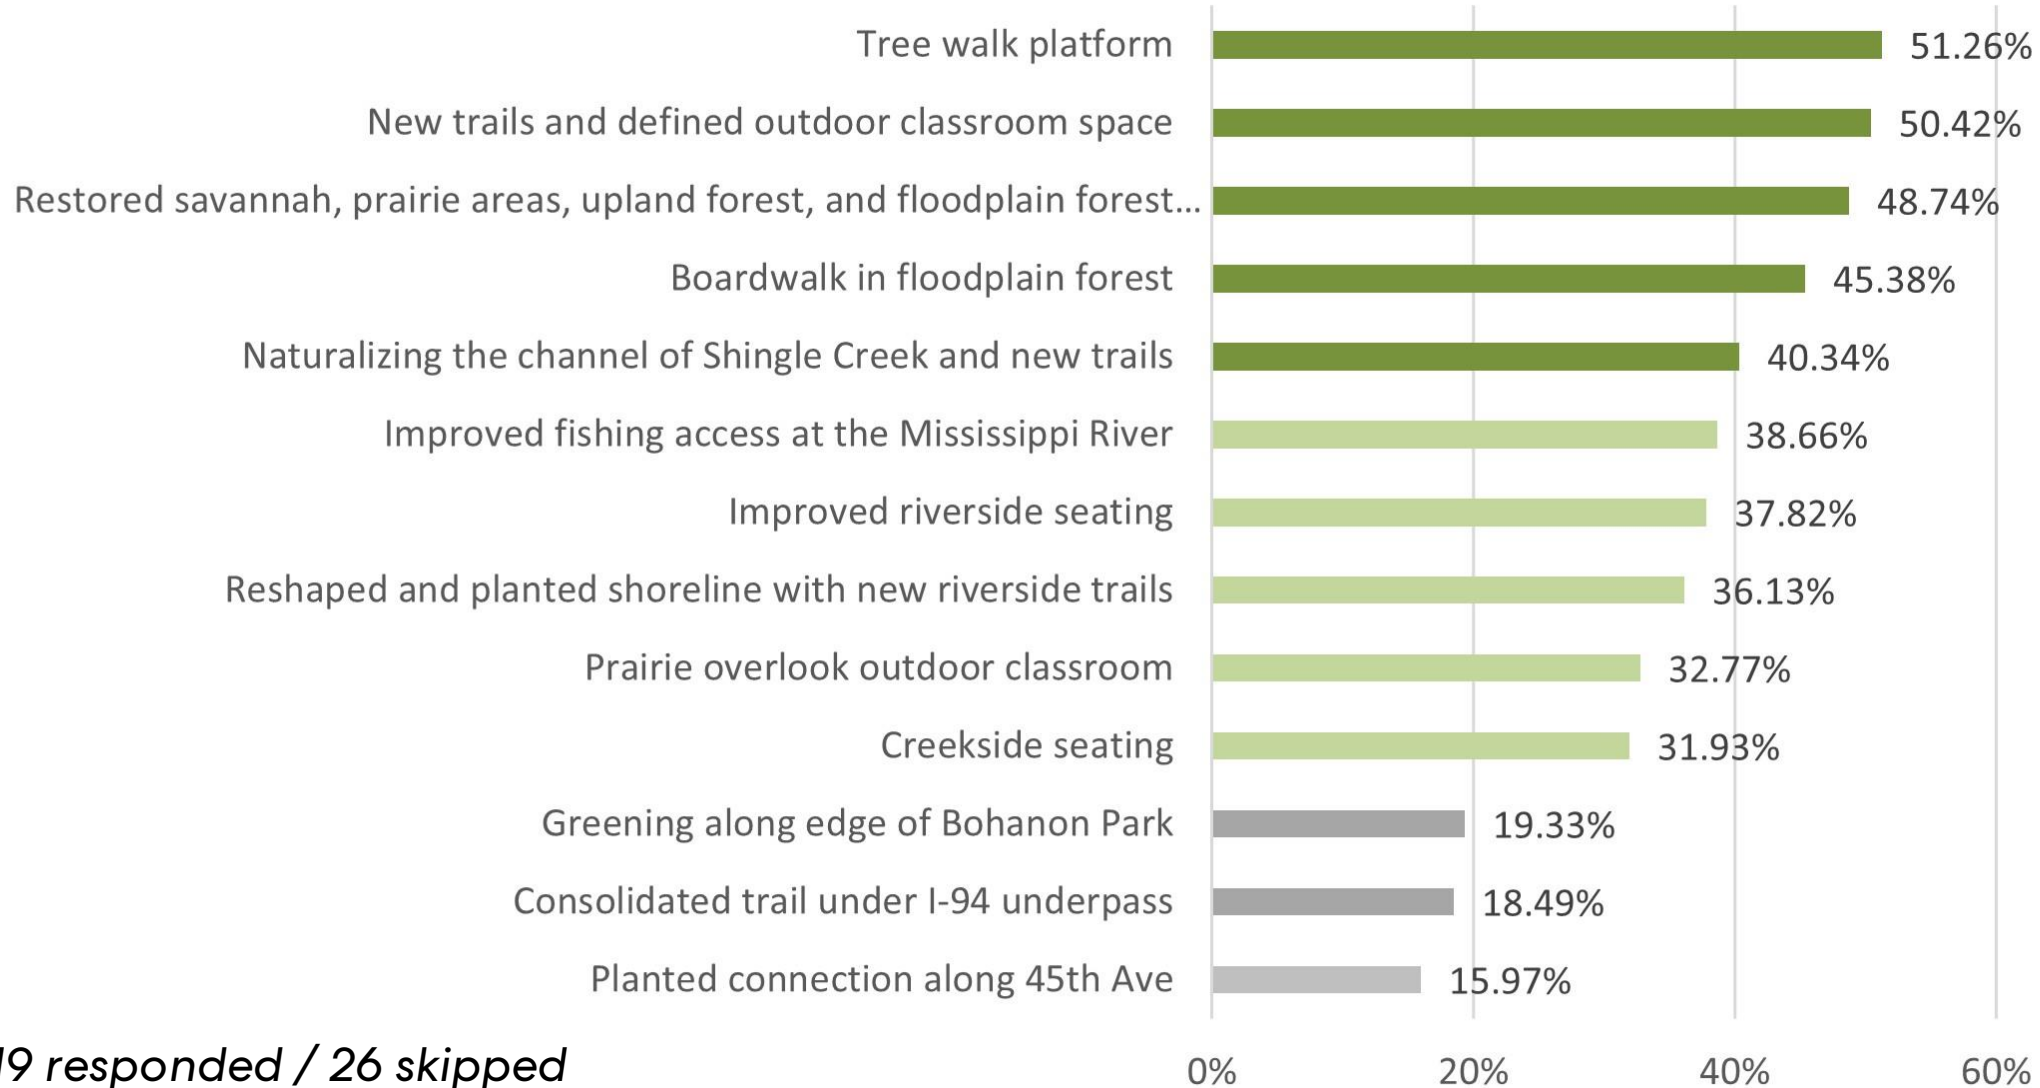 Tree walk platform 51.26%
New trails and defined outdoor classroom space 50.42%
Restored savannah, prairie areas, upland forest, and floodplain forest... 48.74%
Boardwalk in floodplain forest 45.38%
Naturalizing the channel of Shingle Creek and new trails 40.34%
Improved fishing access at the Mississippi River 38.66%
Improved riverside seating 37.82%
Reshaped and planted shoreline with new riverside trails 36.13%
Prairie overlook outdoor classroom 32.77%
Creekside seating 31.93%
Greening along edge of Bohanon Park 19.33%
Consolidated trail under I-94 underpass 18.49%
Planted connection along 45th Ave 15.97%
responded / 26 skipped
0% 20% 40% 60%